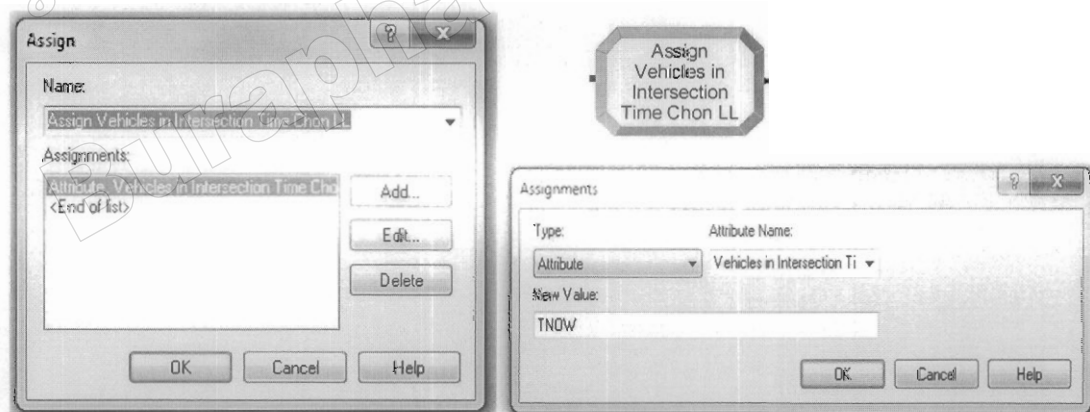 Assign
Name:
Assign Vehicles in Intersection Time Chon LL
Assignments:
Attribute, Vehicles in Intersection Time Cho
<End of list>
Add...
Edit...
Delete
OK
Cancel
Help
Assign
Vehicles in
Intersection
Time Chon LL
Assignments
Type:
Attribute Name:
Attribute
Vehicles in Intersection Ti
New Value:
TNOW
OK
Cancel
Help
Burapha